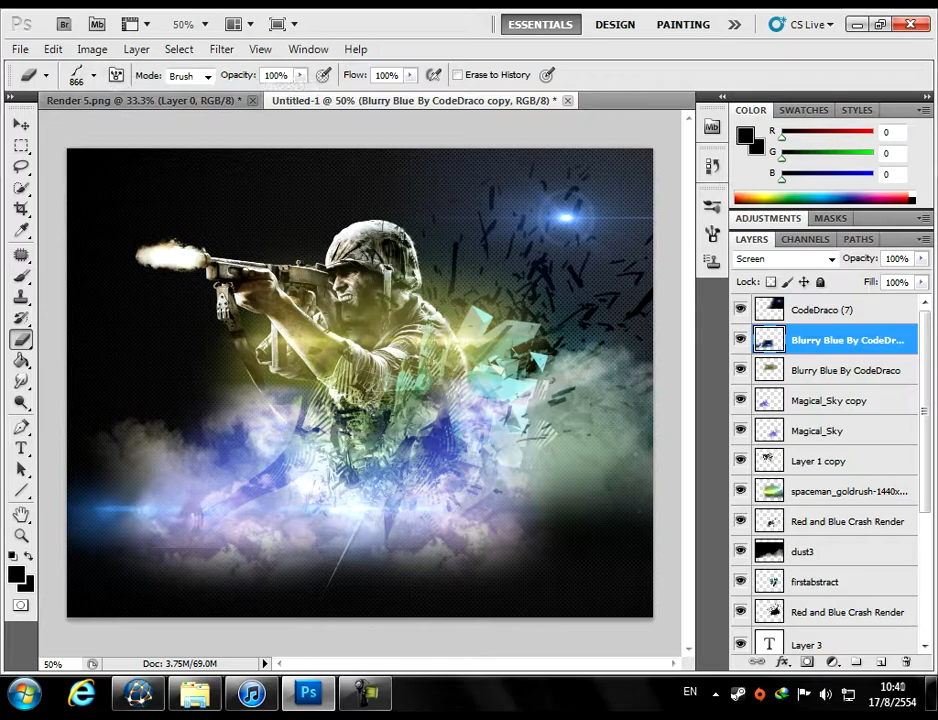 Ps Br Mb 50% ESSENTIALS DESIGN PAINTING CS Live
File Edit Image Layer Select Filter View Window Help
866 Mode: Brush Opacity: 100% Flow: 100% Erase to History
Render 5.png @ 33.3% (Layer 0, RGB/8) * Untitled-1 @ 50% (Blurry Blue By CodeDraco copy, RGB/8) *
COLOR SWATCHES STYLES
Mb
R 0
G 0
B 0
ADJUSTMENTS MASKS
LAYERS CHANNELS PATHS
Screen Opacity: 100%
Lock: Fill: 100%
CodeDraco (7)
Blurry Blue By CodeDr...
Blurry Blue By CodeDraco
Magical_Sky copy
Magical_Sky
Layer 1 copy
spaceman_goldrush-1440x...
Red and Blue Crash Render
dust3
firstabstract
Red and Blue Crash Render
T Layer 3
fx
50% Doc: 3.75M/69.0M
Ps EN 10:40
17/8/2554